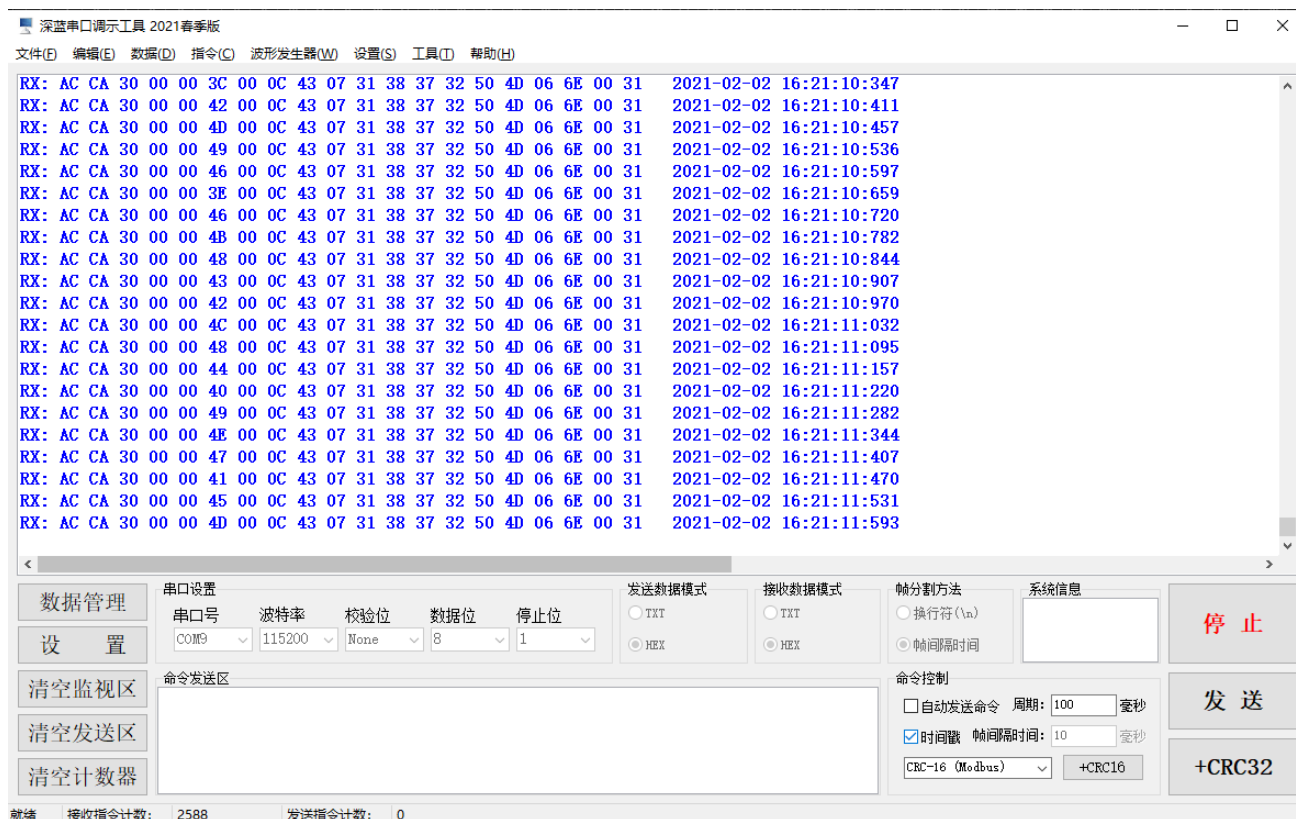 深蓝串口调示工具 2021春季版
文件(F) 编辑(E) 数据(D) 指令(C) 波形发生器(W) 设置(S) 工具(T) 帮助(H)
RX: AC CA 30 00 00 3C 00 0C 43 07 31 38 37 32 50 4D 06 6E 00 31 2021-02-02 16:21:10:347
RX: AC CA 30 00 00 42 00 0C 43 07 31 38 37 32 50 4D 06 6E 00 31 2021-02-02 16:21:10:411
RX: AC CA 30 00 00 4D 00 0C 43 07 31 38 37 32 50 4D 06 6E 00 31 2021-02-02 16:21:10:457
RX: AC CA 30 00 00 49 00 0C 43 07 31 38 37 32 50 4D 06 6E 00 31 2021-02-02 16:21:10:536
RX: AC CA 30 00 00 46 00 0C 43 07 31 38 37 32 50 4D 06 6E 00 31 2021-02-02 16:21:10:597
RX: AC CA 30 00 00 3E 00 0C 43 07 31 38 37 32 50 4D 06 6E 00 31 2021-02-02 16:21:10:659
RX: AC CA 30 00 00 46 00 0C 43 07 31 38 37 32 50 4D 06 6E 00 31 2021-02-02 16:21:10:720
RX: AC CA 30 00 00 4B 00 0C 43 07 31 38 37 32 50 4D 06 6E 00 31 2021-02-02 16:21:10:782
RX: AC CA 30 00 00 48 00 0C 43 07 31 38 37 32 50 4D 06 6E 00 31 2021-02-02 16:21:10:844
RX: AC CA 30 00 00 43 00 0C 43 07 31 38 37 32 50 4D 06 6E 00 31 2021-02-02 16:21:10:907
RX: AC CA 30 00 00 42 00 0C 43 07 31 38 37 32 50 4D 06 6E 00 31 2021-02-02 16:21:10:970
RX: AC CA 30 00 00 4C 00 0C 43 07 31 38 37 32 50 4D 06 6E 00 31 2021-02-02 16:21:11:032
RX: AC CA 30 00 00 48 00 0C 43 07 31 38 37 32 50 4D 06 6E 00 31 2021-02-02 16:21:11:095
RX: AC CA 30 00 00 44 00 0C 43 07 31 38 37 32 50 4D 06 6E 00 31 2021-02-02 16:21:11:157
RX: AC CA 30 00 00 40 00 0C 43 07 31 38 37 32 50 4D 06 6E 00 31 2021-02-02 16:21:11:220
RX: AC CA 30 00 00 49 00 0C 43 07 31 38 37 32 50 4D 06 6E 00 31 2021-02-02 16:21:11:282
RX: AC CA 30 00 00 4E 00 0C 43 07 31 38 37 32 50 4D 06 6E 00 31 2021-02-02 16:21:11:344
RX: AC CA 30 00 00 47 00 0C 43 07 31 38 37 32 50 4D 06 6E 00 31 2021-02-02 16:21:11:407
RX: AC CA 30 00 00 41 00 0C 43 07 31 38 37 32 50 4D 06 6E 00 31 2021-02-02 16:21:11:470
RX: AC CA 30 00 00 45 00 0C 43 07 31 38 37 32 50 4D 06 6E 00 31 2021-02-02 16:21:11:531
RX: AC CA 30 00 00 4D 00 0C 43 07 31 38 37 32 50 4D 06 6E 00 31 2021-02-02 16:21:11:593
数据管理
设 置
清空监视区
清空发送区
清空计数器
串口设置
串口号 波特率 校验位 数据位 停止位
COM9 115200 None 8 1
发送数据模式
TXT
HEX
接收数据模式
TXT
HEX
帧分割方法
换行符(\n)
帧间隔时间
系统信息
停 止
命令发送区
命令控制
自动发送命令 周期: 100 毫秒
时间戳 帧间隔时间: 10 毫秒
CRC-16 (Modbus) +CRC16
发 送
+CRC32
就绪 接收指令计数: 2588 发送指令计数: 0